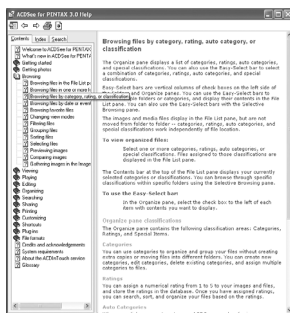 ACDSee for PENTAX 3.0 Help
Contents Index Search
Welcome to ACDSee for PENTAX
What's new in ACDSee for PENTA
Getting started
Getting photos
Browsing
Browsing files in the File List p
Browsing files in one or more f
Browsing files by category, rating, or classification
Browsing files by date or event
Browsing favorite files
Changing view modes
Filtering files
Grouping files
Sorting files
Selecting files
Previewing images
Comparing images
Gathering images in the Image
Viewing
Playing
Editing
Organizing
Searching
Sharing
Printing
Customizing
Shortcuts
Plugins
File formats
Credits and acknowledgements
System requirements
About the ACDInTouch service
Glossary
Browsing files by category, rating, auto category, or
classification
The Organize pane displays a list of categories, ratings, auto categories,
and special classifications. You can also use the Easy-Select bar to select
a combination of categories, ratings, auto categories, and special
classifications.
Easy-Select bars are vertical columns of check boxes on the left side of
and Organize pane. You can use the Easy-Select bars to
folders or categories, and display their contents in the File
List pane. You can also use the Easy-Select bars with the Selective
Browsing pane.
The images and media files display in the File List pane, but are not
moved from folder to folder -- categories, ratings, auto categories, and
special classifications work independently of file location.
To view organized files:
Select one or more categories, ratings, auto categories, or
special classifications. Files assigned to those classifications are
displayed in the File List pane.
The Contents bar at the top of the File List pane displays your currently
selected categories or classifications. You can browse through specific
classifications within specific folders using the Selective Browsing pane.
To use the Easy-Select bar:
In the Organize pane, select the check box to the left of each
item with contents you want to display.
Organize pane classifications
The Organize pane contains the following classification areas: Categories,
Ratings, and Special Items.
Categories
You can use categories to organize and group your files without creating
extra copies or moving files into different folders. You can create new
categories, edit categories, delete existing categories, and assign multiple
categories to files.
Ratings
You can assign a numerical rating from 1 to 5 to your images and files,
and store the ratings in the database. Once you have assigned ratings,
you can search, sort, and organize your files based on the ratings.
Auto Categories